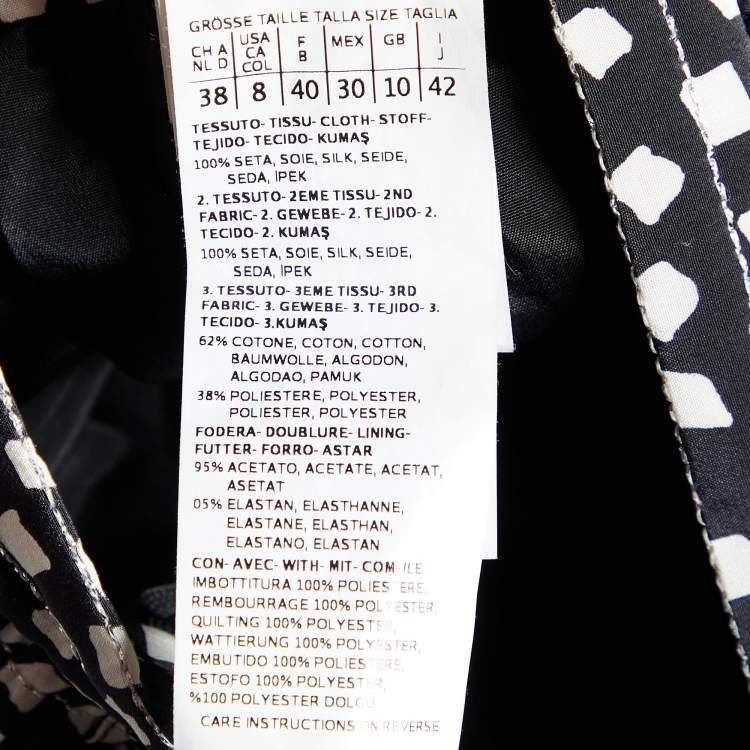 GRÖSSE TAILLE TALLA SIZE TAGLIA
CH A USA F MEX GB I
NL D CA B J
COL
38 8 40 30 10 42
TESSUTO- TISSU- CLOTH- STOFF-
TEJIDO- TECIDO- KUMAŞ
100% SETA, SOIE, SILK, SEIDE,
SEDA, İPEK
2. TESSUTO- 2EME TISSU- 2ND
FABRIC- 2. GEWEBE- 2. TEJIDO- 2.
TECIDO- 2. KUMAŞ
100% SETA, SOIE, SILK, SEIDE,
SEDA, İPEK
3. TESSUTO- 3EME TISSU- 3RD
FABRIC- 3. GEWEBE- 3. TEJIDO- 3.
TECIDO- 3.KUMAŞ
62% COTONE, COTON, COTTON,
BAUMWOLLE, ALGODON,
ALGODAO, PAMUK
38% POLIESTERE, POLYESTER,
POLIESTER, POLYESTER
FODERA- DOUBLURE- LINING-
FUTTER- FORRO- ASTAR
95% ACETATO, ACETATE, ACETAT,
ASETAT
05% ELASTAN, ELASTHANNE,
ELASTANE, ELASTHAN,
ELASTANO, ELASTAN
CON- AVEC- WITH- MIT- COM-ILE
IMBOTTITURA 100% POLIESTERE,
REMBOURRAGE 100% POLYESTER,
QUILTING 100% POLYESTER,
WATTIERUNG 100% POLYESTER,
EMBUTIDO 100% POLIESTERE,
ESTOFO 100% POLIESTER
%100 POLYESTER DOLGU
CARE INSTRUCTIONS ON REVERSE